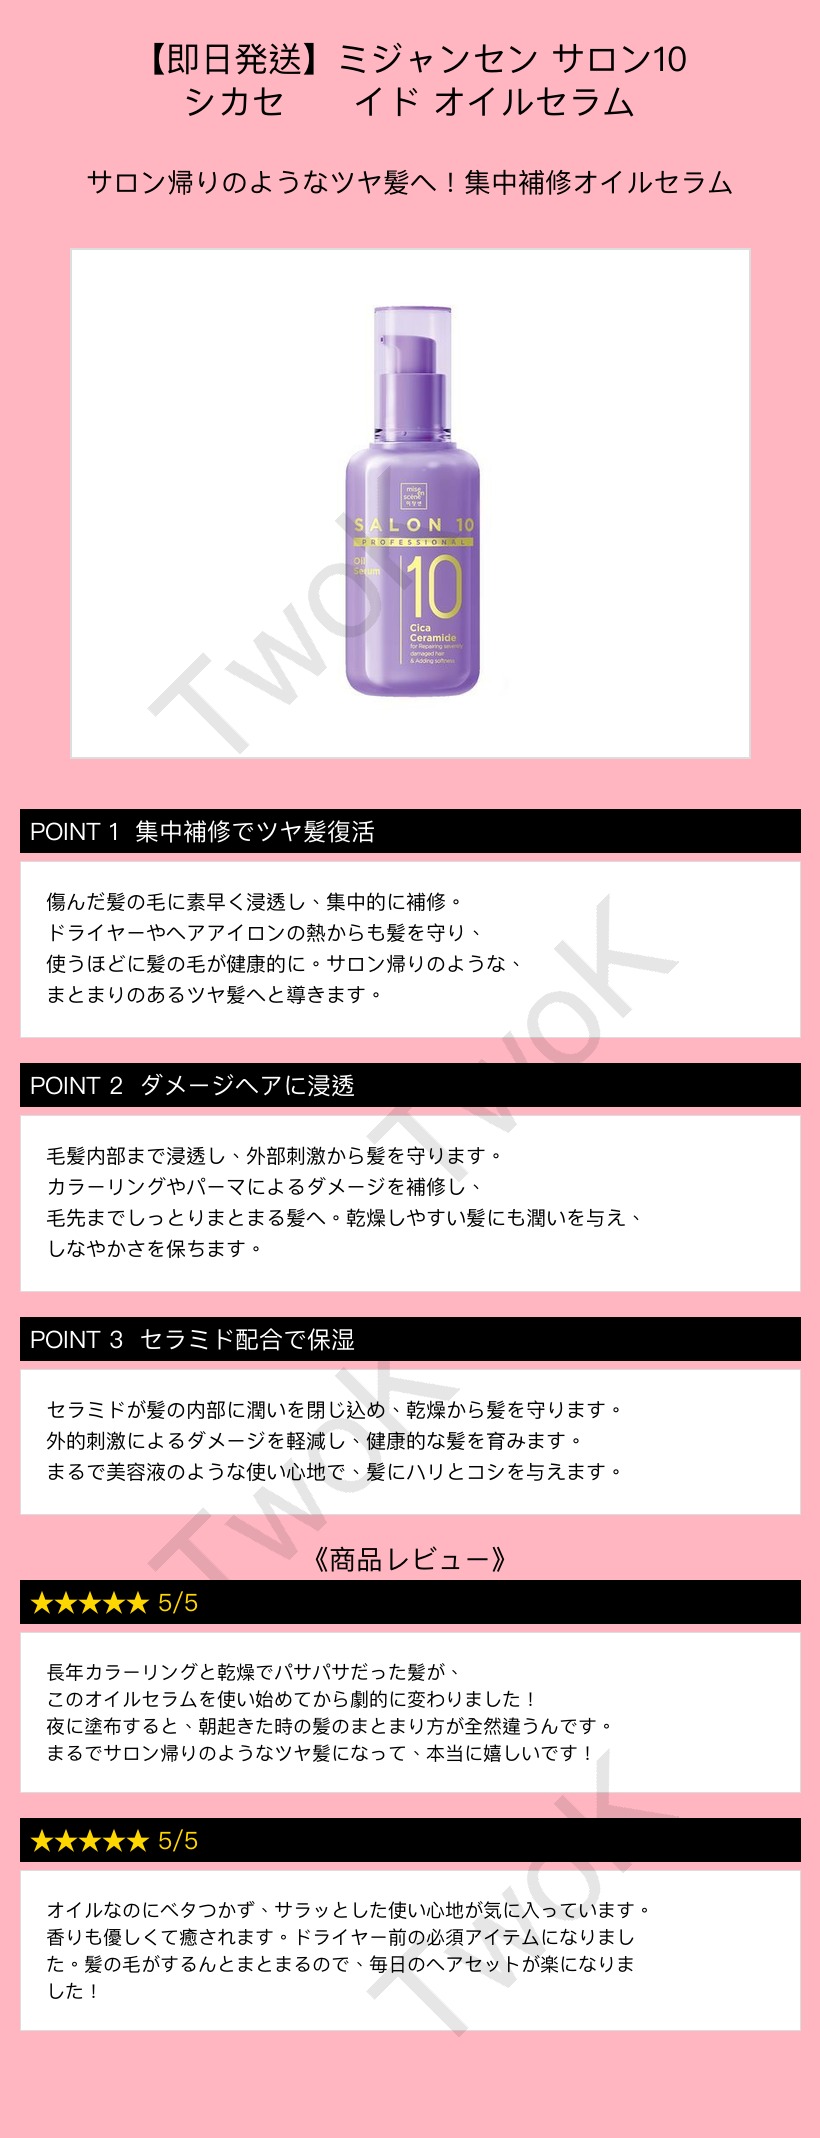 【即日発送】ミジャンセン サロン10
シカセ イド オイルセラム
サロン帰りのようなツヤ髪へ！集中補修オイルセラム
mise
en
scène
미쟝센
SALON 10
PROFESSIONAL
Oil
Serum
10
Cica
Ceramide
for Repairing severely
damaged hair
& Adding softness
TwoK
POINT 1 集中補修でツヤ髪復活
傷んだ髪の毛に素早く浸透し、集中的に補修。
ドライヤーやヘアアイロンの熱からも髪を守り、
使うほどに髪の毛が健康的に。サロン帰りのような、
まとまりのあるツヤ髪へと導きます。
TwoK
POINT 2 ダメージヘアに浸透
毛髪内部まで浸透し、外部刺激から髪を守ります。
カラーリングやパーマによるダメージを補修し、
毛先までしっとりまとまる髪へ。乾燥しやすい髪にも潤いを与え、
しなやかさを保ちます。
POINT 3 セラミド配合で保湿
セラミドが髪の内部に潤いを閉じ込め、乾燥から髪を守ります。
外的刺激によるダメージを軽減し、健康的な髪を育みます。
まるで美容液のような使い心地で、髪にハリとコシを与えます。
TwoK
《商品レビュー》
★★★★★ 5/5
長年カラーリングと乾燥でパサパサだった髪が、
このオイルセラムを使い始めてから劇的に変わりました！
夜に塗布すると、朝起きた時の髪のまとまり方が全然違うんです。
まるでサロン帰りのようなツヤ髪になって、本当に嬉しいです！
★★★★★ 5/5
オイルなのにベタつかず、サラッとした使い心地が気に入っています。
香りも優しくて癒されます。ドライヤー前の必須アイテムになりまし
た。髪の毛がするんとまとまるので、毎日のヘアセットが楽になりま
した！
TwoK